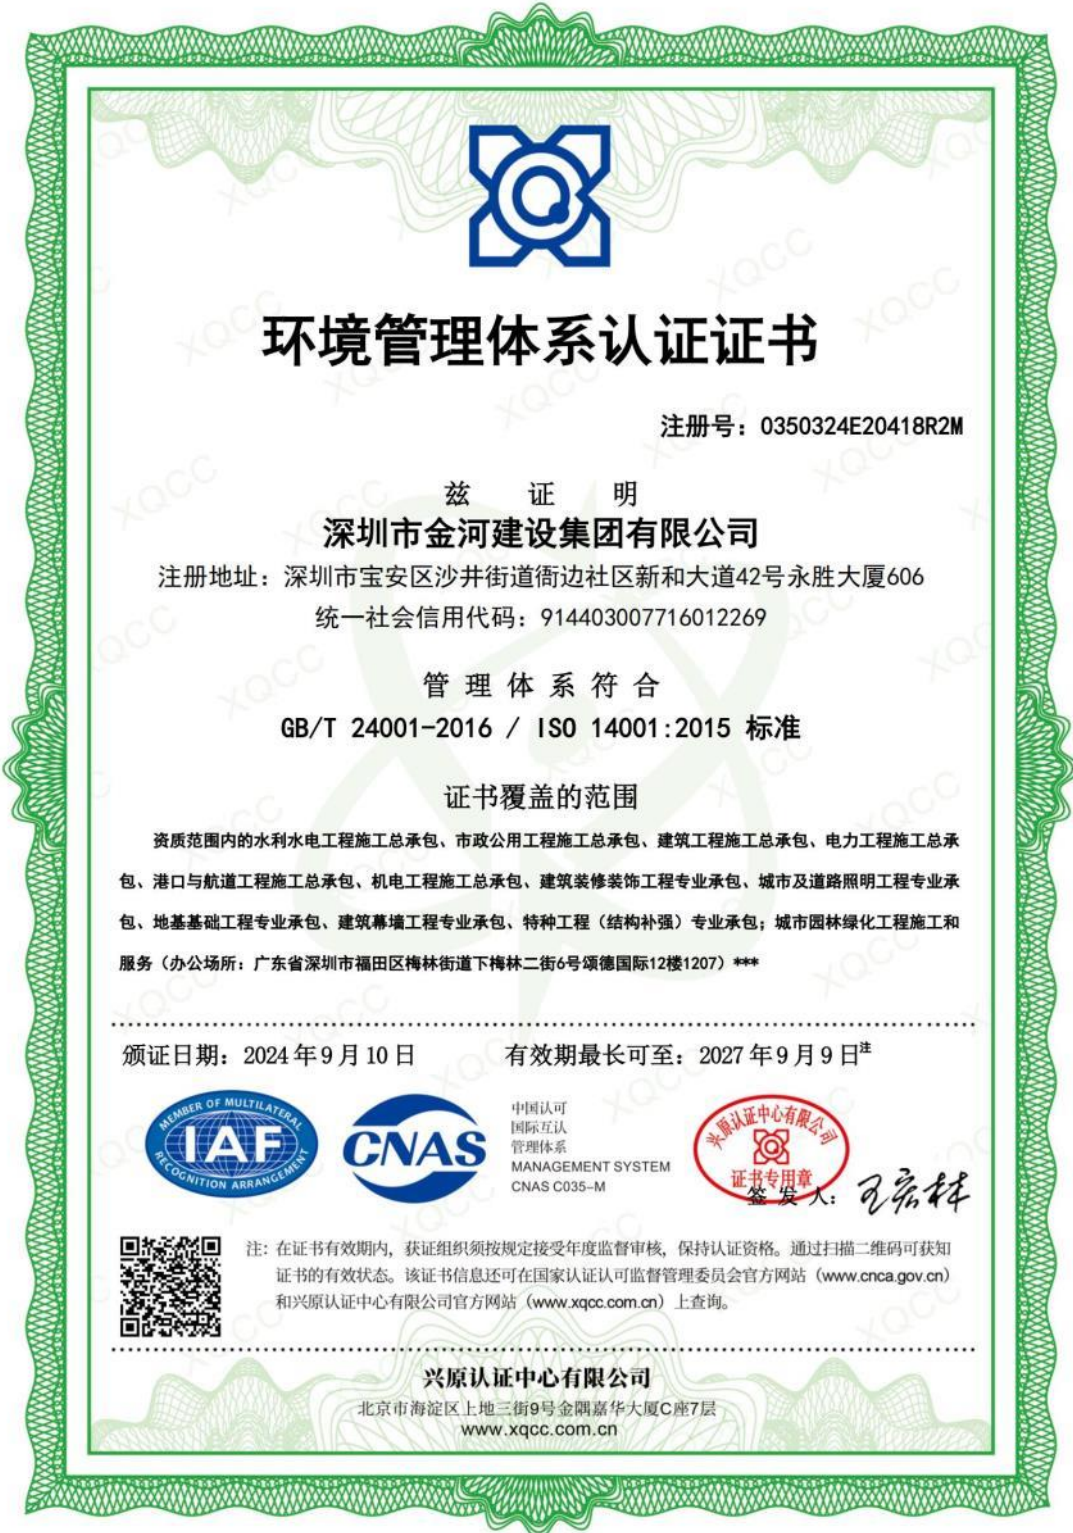 环境管理体系认证证书
注册号：0350324E20418R2M
兹 证 明
深圳市金河建设集团有限公司
注册地址：深圳市宝安区沙井街道衙边社区新和大道42号永胜大厦606
统一社会信用代码：914403007716012269
管 理 体 系 符 合
GB/T 24001-2016 / ISO 14001:2015 标准
证书覆盖的范围
资质范围内的水利水电工程施工总承包、市政公用工程施工总承包、建筑工程施工总承包、电力工程施工总承
包、港口与航道工程施工总承包、机电工程施工总承包、建筑装修装饰工程专业承包、城市及道路照明工程专业承
包、地基基础工程专业承包、建筑幕墙工程专业承包、特种工程（结构补强）专业承包；城市园林绿化工程施工和
服务（办公场所：广东省深圳市福田区梅林街道下梅林二街6号颂德国际12楼1207）***
颁证日期：2024年9月10日 有效期最长可至：2027年9月9日注
MEMBER OF MULTILATERAL
IAF
RECOGNITION ARRANGEMENT
CNAS
中国认可
国际互认
管理体系
MANAGEMENT SYSTEM
CNAS C035-M
兴原认证中心有限公司
证书专用章
签 发 人：王宏林
注：在证书有效期内，获证组织须按规定接受年度监督审核，保持认证资格。通过扫描二维码可获知
证书的有效状态。该证书信息还可在国家认证认可监督管理委员会官方网站（www.cnca.gov.cn）
和兴原认证中心有限公司官方网站（www.xqcc.com.cn）上查询。
兴原认证中心有限公司
北京市海淀区上地三街9号金隅嘉华大厦C座7层
www.xqcc.com.cn